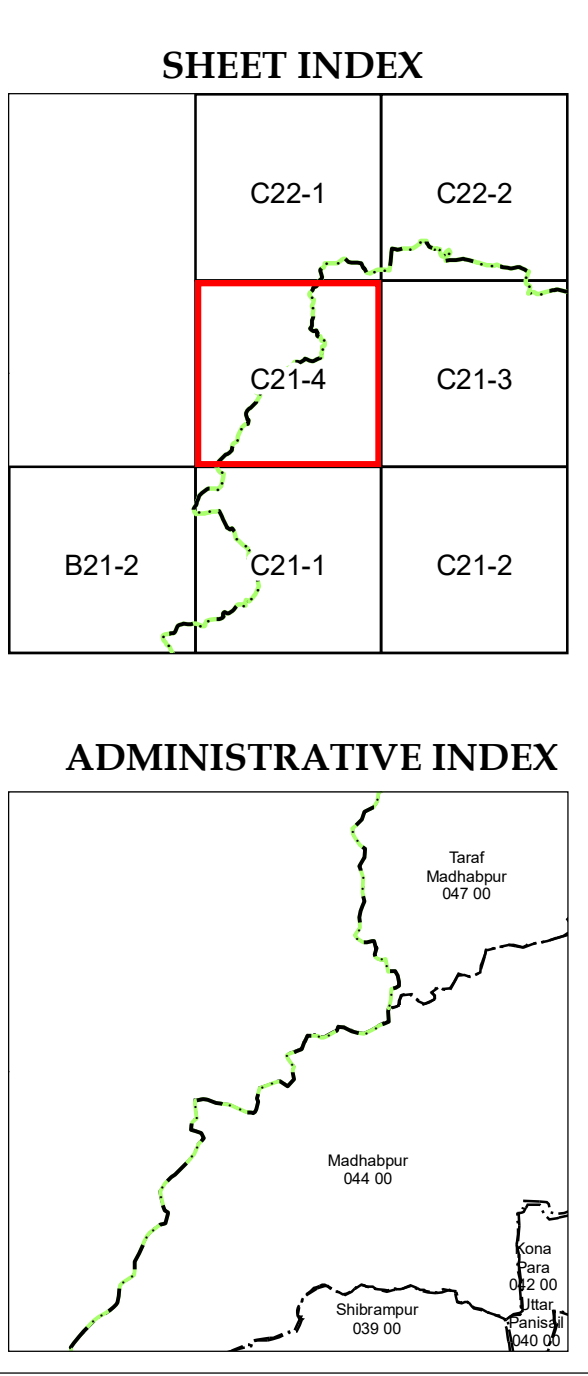 SHEET INDEX
C22-1
C22-2
C21-4
C21-3
B21-2
C21-1
C21-2
ADMINISTRATIVE INDEX
Taraf
Madhabpur
047 00
Madhabpur
044 00
Kona
Para
042 00
Shibrampur
039 00
Uttar
Panisail
040 00